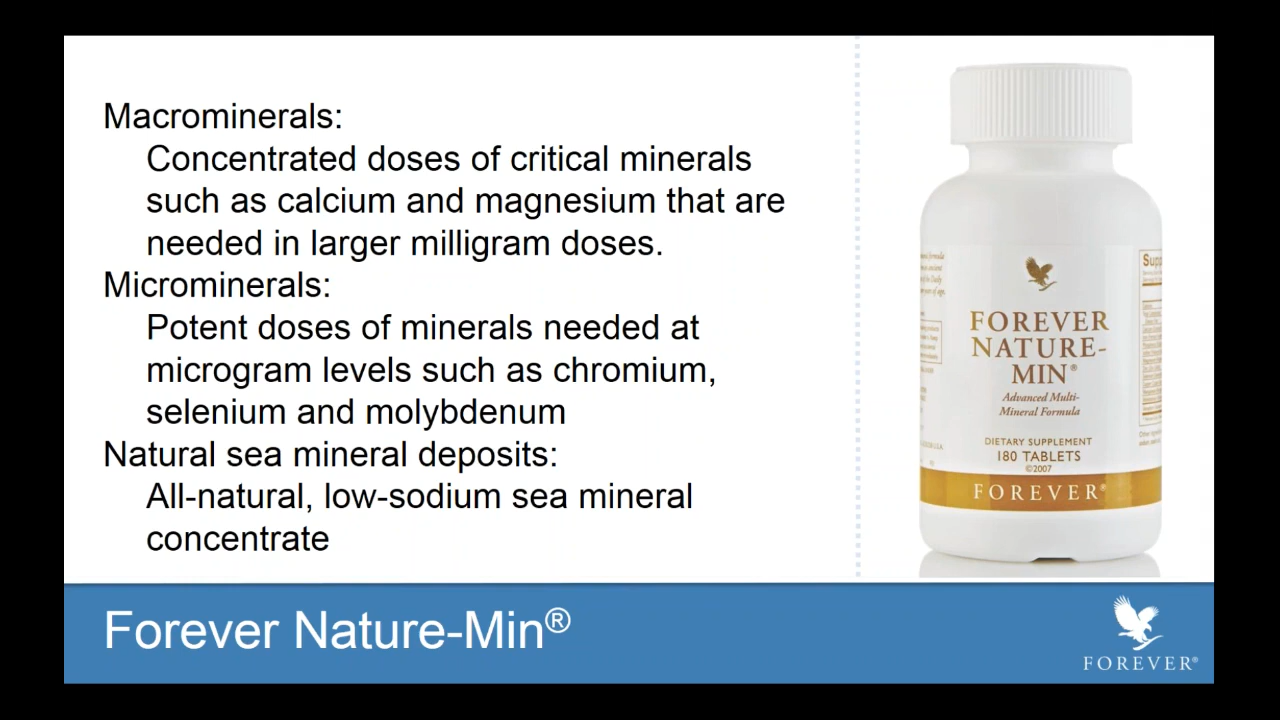 Macrominerals:
Concentrated doses of critical minerals
such as calcium and magnesium that are
needed in larger milligram doses.
Microminerals:
Potent doses of minerals needed at
microgram levels such as chromium,
selenium and molybdenum
Natural sea mineral deposits:
All-natural, low-sodium sea mineral
concentrate
FOREVER
NATURE-
MIN®
Advanced Multi-
Mineral Formula
DIETARY SUPPLEMENT
180 TABLETS
©2007
FOREVER®
Forever Nature-Min®
FOREVER®